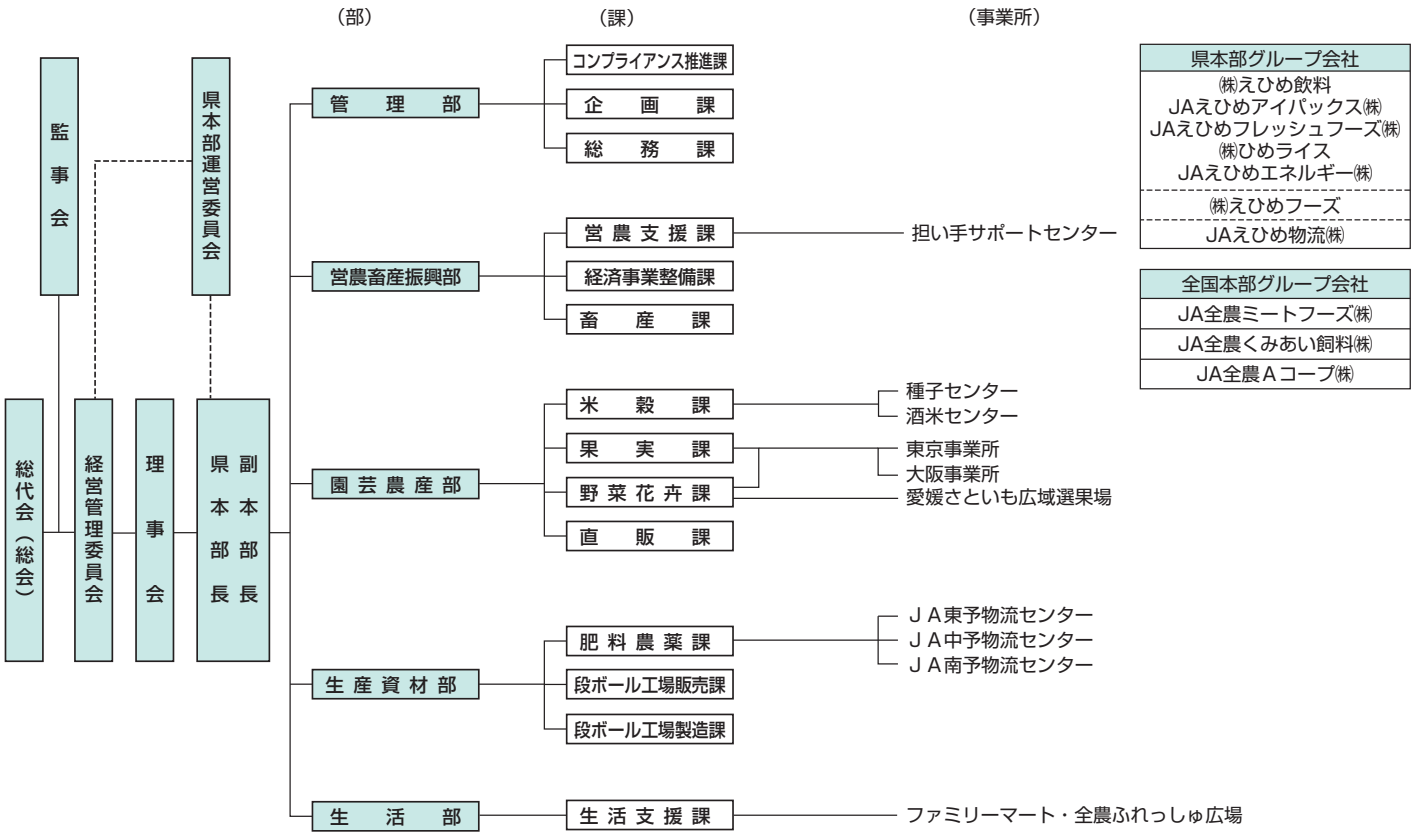 （部）
（課）
（事業所）
監事会
県本部運営委員会
総代会（総会）
経営管理委員会
理事会
県本部長
副本部長
管理部
コンプライアンス推進課
企画課
総務課
営農畜産振興部
営農支援課
担い手サポートセンター
経済事業整備課
畜産課
園芸農産部
米穀課
種子センター
酒米センター
果実課
東京事業所
大阪事業所
野菜花卉課
愛媛さといも広域選果場
直販課
生産資材部
肥料農薬課
ＪＡ東予物流センター
ＪＡ中予物流センター
ＪＡ南予物流センター
段ボール工場販売課
段ボール工場製造課
生活部
生活支援課
ファミリーマート・全農ふれっしゅ広場
県本部グループ会社
㈱えひめ飲料
JAえひめアイパックス㈱
JAえひめフレッシュフーズ㈱
㈱ひめライス
JAえひめエネルギー㈱
㈱えひめフーズ
JAえひめ物流㈱
全国本部グループ会社
JA全農ミートフーズ㈱
JA全農くみあい飼料㈱
JA全農Ａコープ㈱